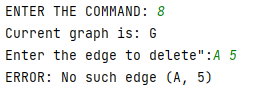 ENTER THE COMMAND: 8
Current graph is: G
Enter the edge to delete":A 5
ERROR: No such edge (A, 5)